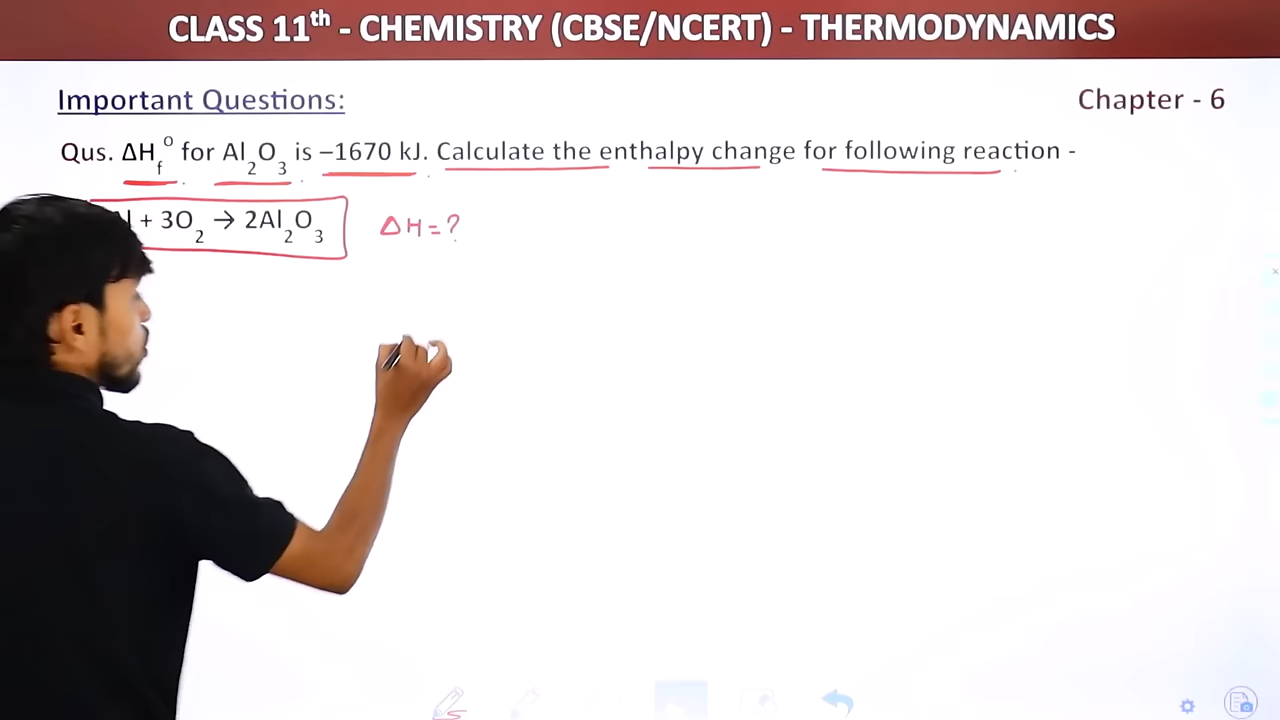 CLASS 11th - CHEMISTRY (CBSE/NCERT) - THERMODYNAMICS
Important Questions:
Chapter - 6
Qus. ΔHf° for Al2O3 is –1670 kJ. Calculate the enthalpy change for following reaction -
+ 3O2 → 2Al2O3
ΔH = ?